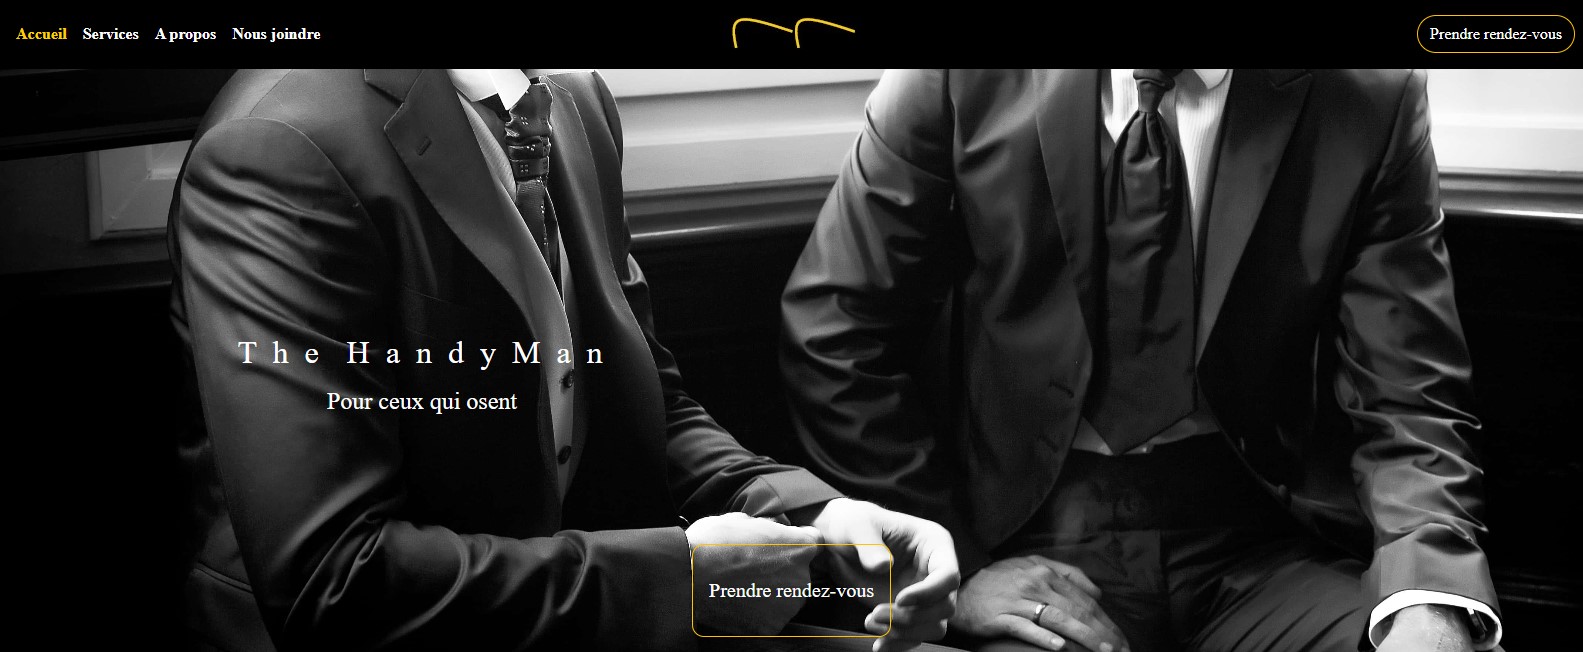 Accueil Services A propos Nous joindre
Prendre rendez-vous
The HandyMan
Pour ceux qui osent
Prendre rendez-vous